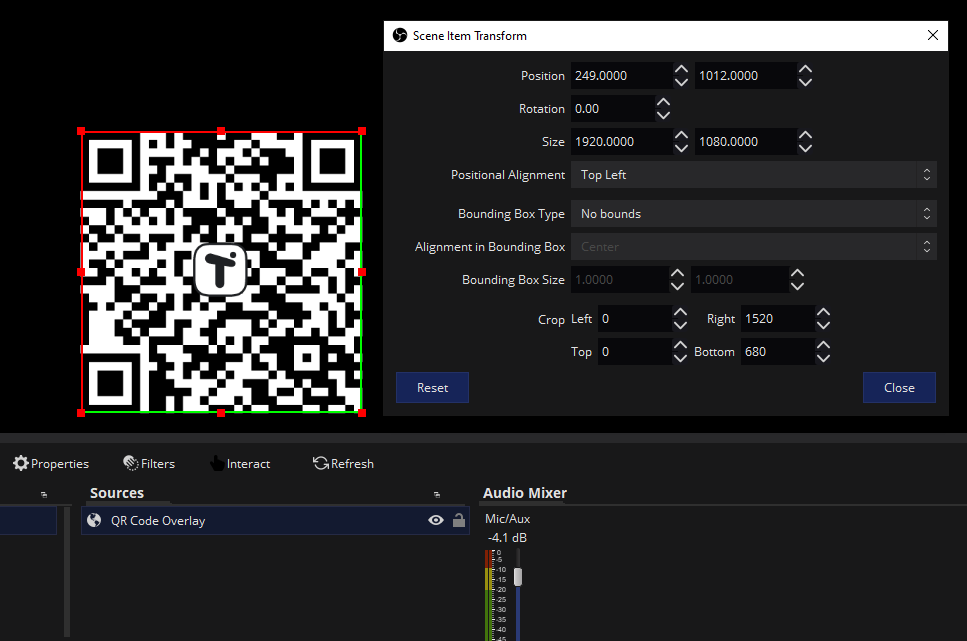 Scene Item Transform
Position 249.0000 1012.0000
Rotation 0.00
Size 1920.0000 1080.0000
Positional Alignment Top Left
Bounding Box Type No bounds
Alignment in Bounding Box Center
Bounding Box Size 1.0000 1.0000
Crop Left 0 Right 1520
Top 0 Bottom 680
Reset Close
T
Properties Filters Interact Refresh
Sources
QR Code Overlay
Audio Mixer
Mic/Aux
-4.1 dB
0
-5
-10
-15
-20
-25
-30
-35
-40
-45